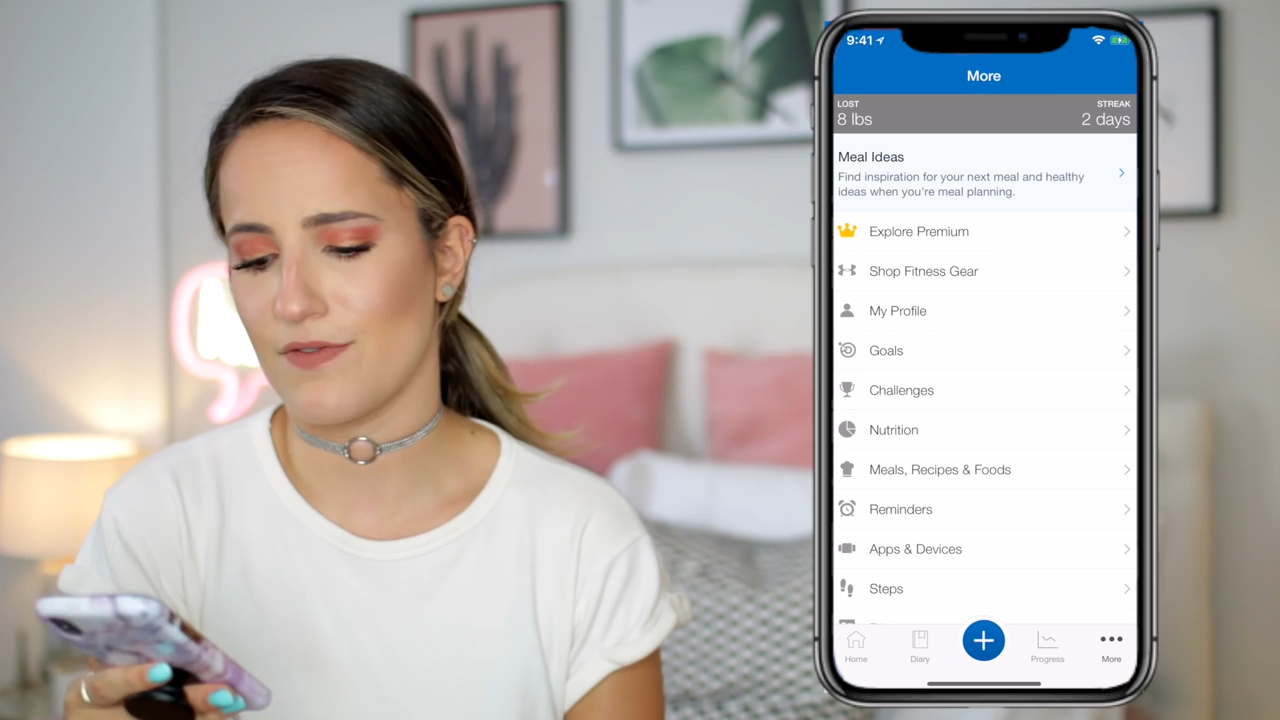 9:41
More
LOST
STREAK
8 lbs
2 days
Meal Ideas
Find inspiration for your next meal and healthy
ideas when you're meal planning.
Explore Premium
Shop Fitness Gear
My Profile
Goals
Challenges
Nutrition
Meals, Recipes & Foods
Reminders
Apps & Devices
Steps
Home
Diary
Progress
More